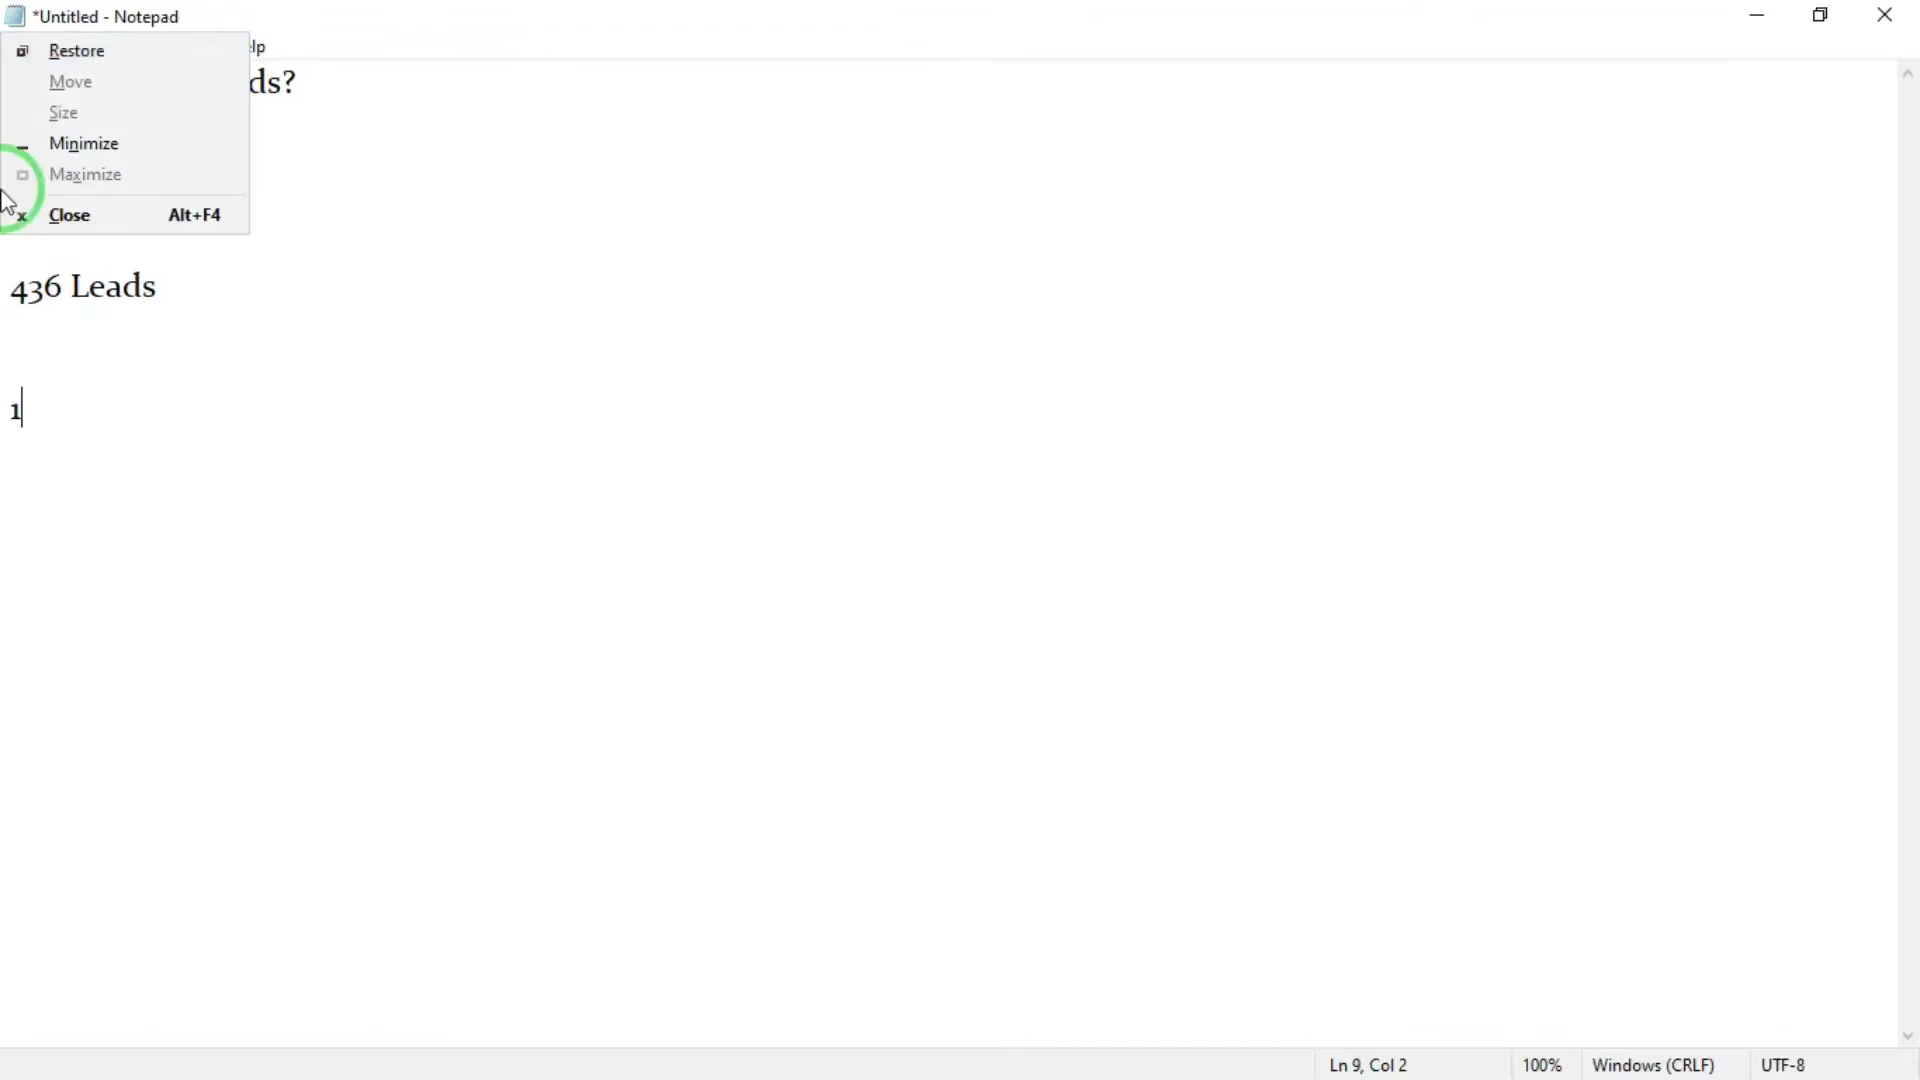 *Untitled - Notepad
Restore
Move
Size
Minimize
Maximize
Close Alt+F4
lp
ds?
436 Leads
1
Ln 9, Col 2 100% Windows (CRLF) UTF-8